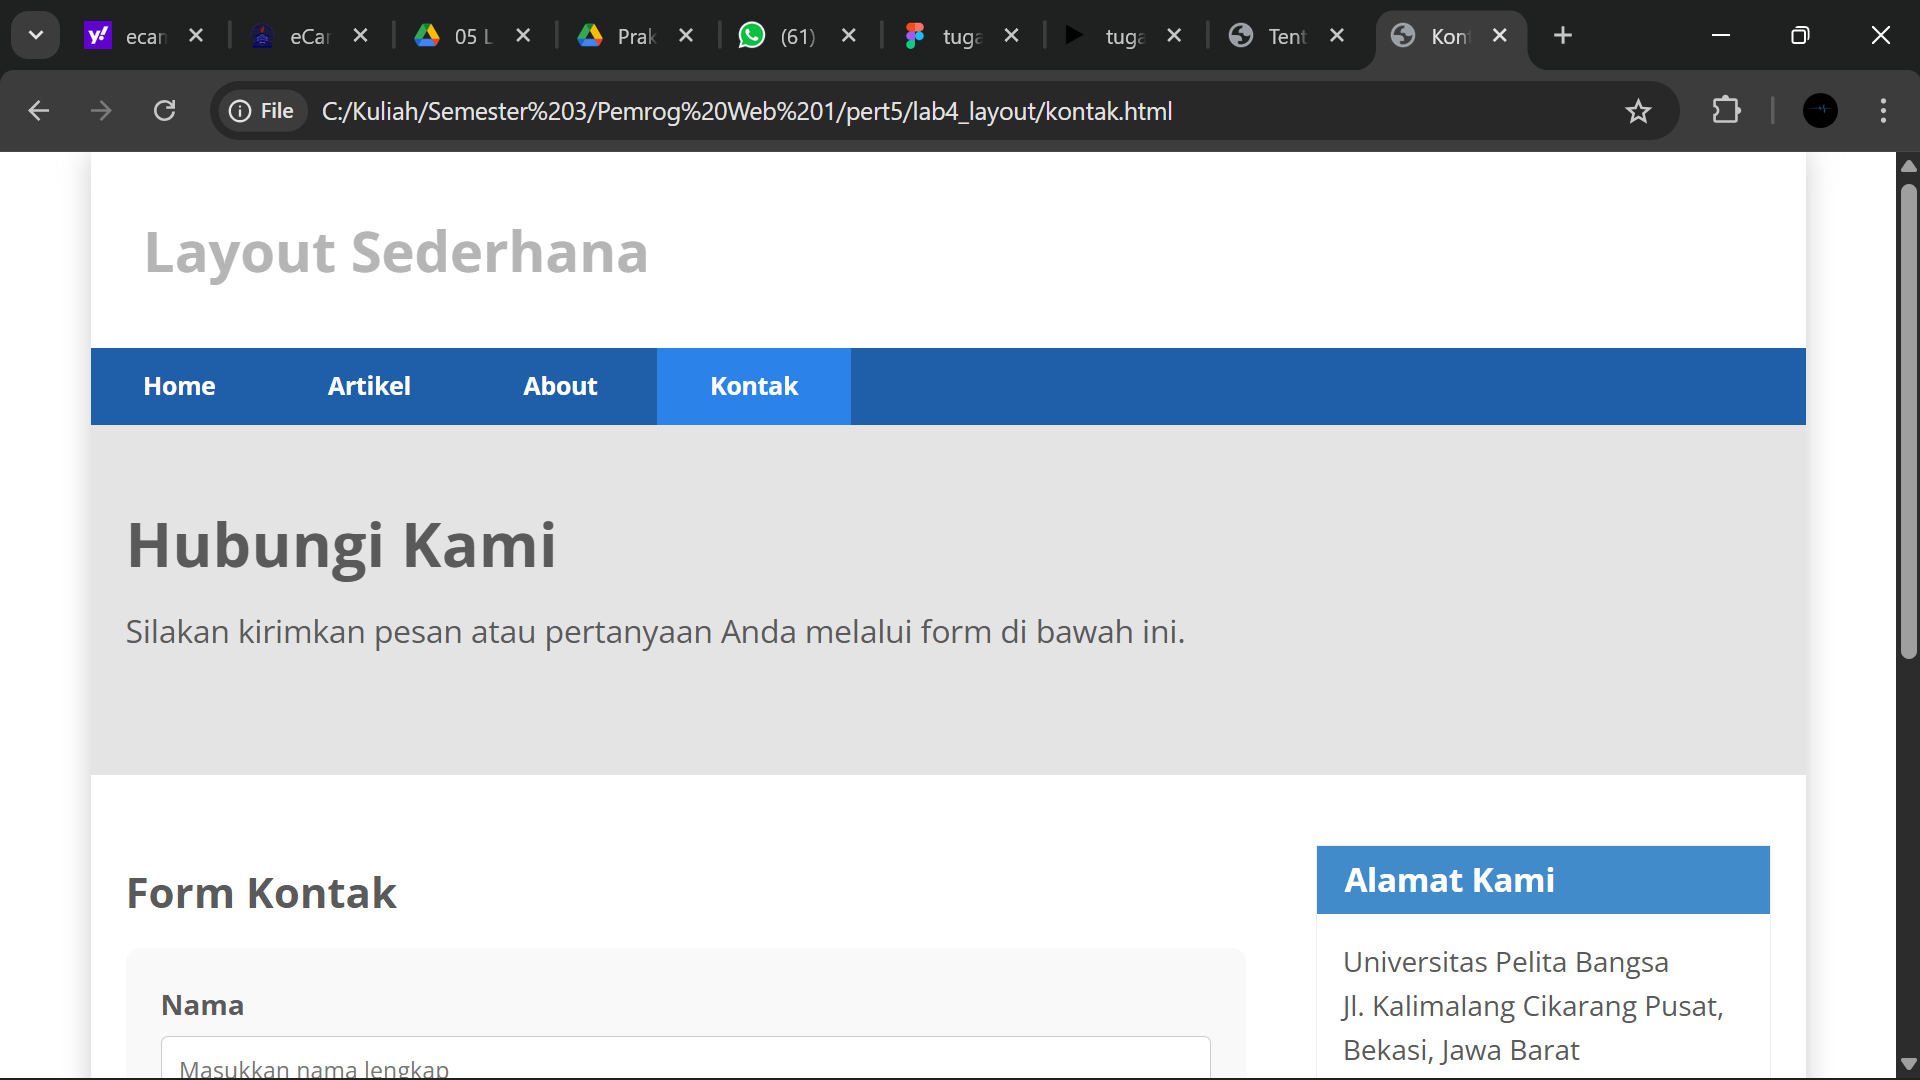 ecan
eCar
05 L
Prak
(61)
tuga
tuga
Tent
Kont
File
C:/Kuliah/Semester%203/Pemrog%20Web%201/pert5/lab4_layout/kontak.html
Layout Sederhana
Home Artikel About Kontak
Hubungi Kami
Silakan kirimkan pesan atau pertanyaan Anda melalui form di bawah ini.
Form Kontak
Nama
Masukkan nama lengkap
Alamat Kami
Universitas Pelita Bangsa
Jl. Kalimalang Cikarang Pusat,
Bekasi, Jawa Barat